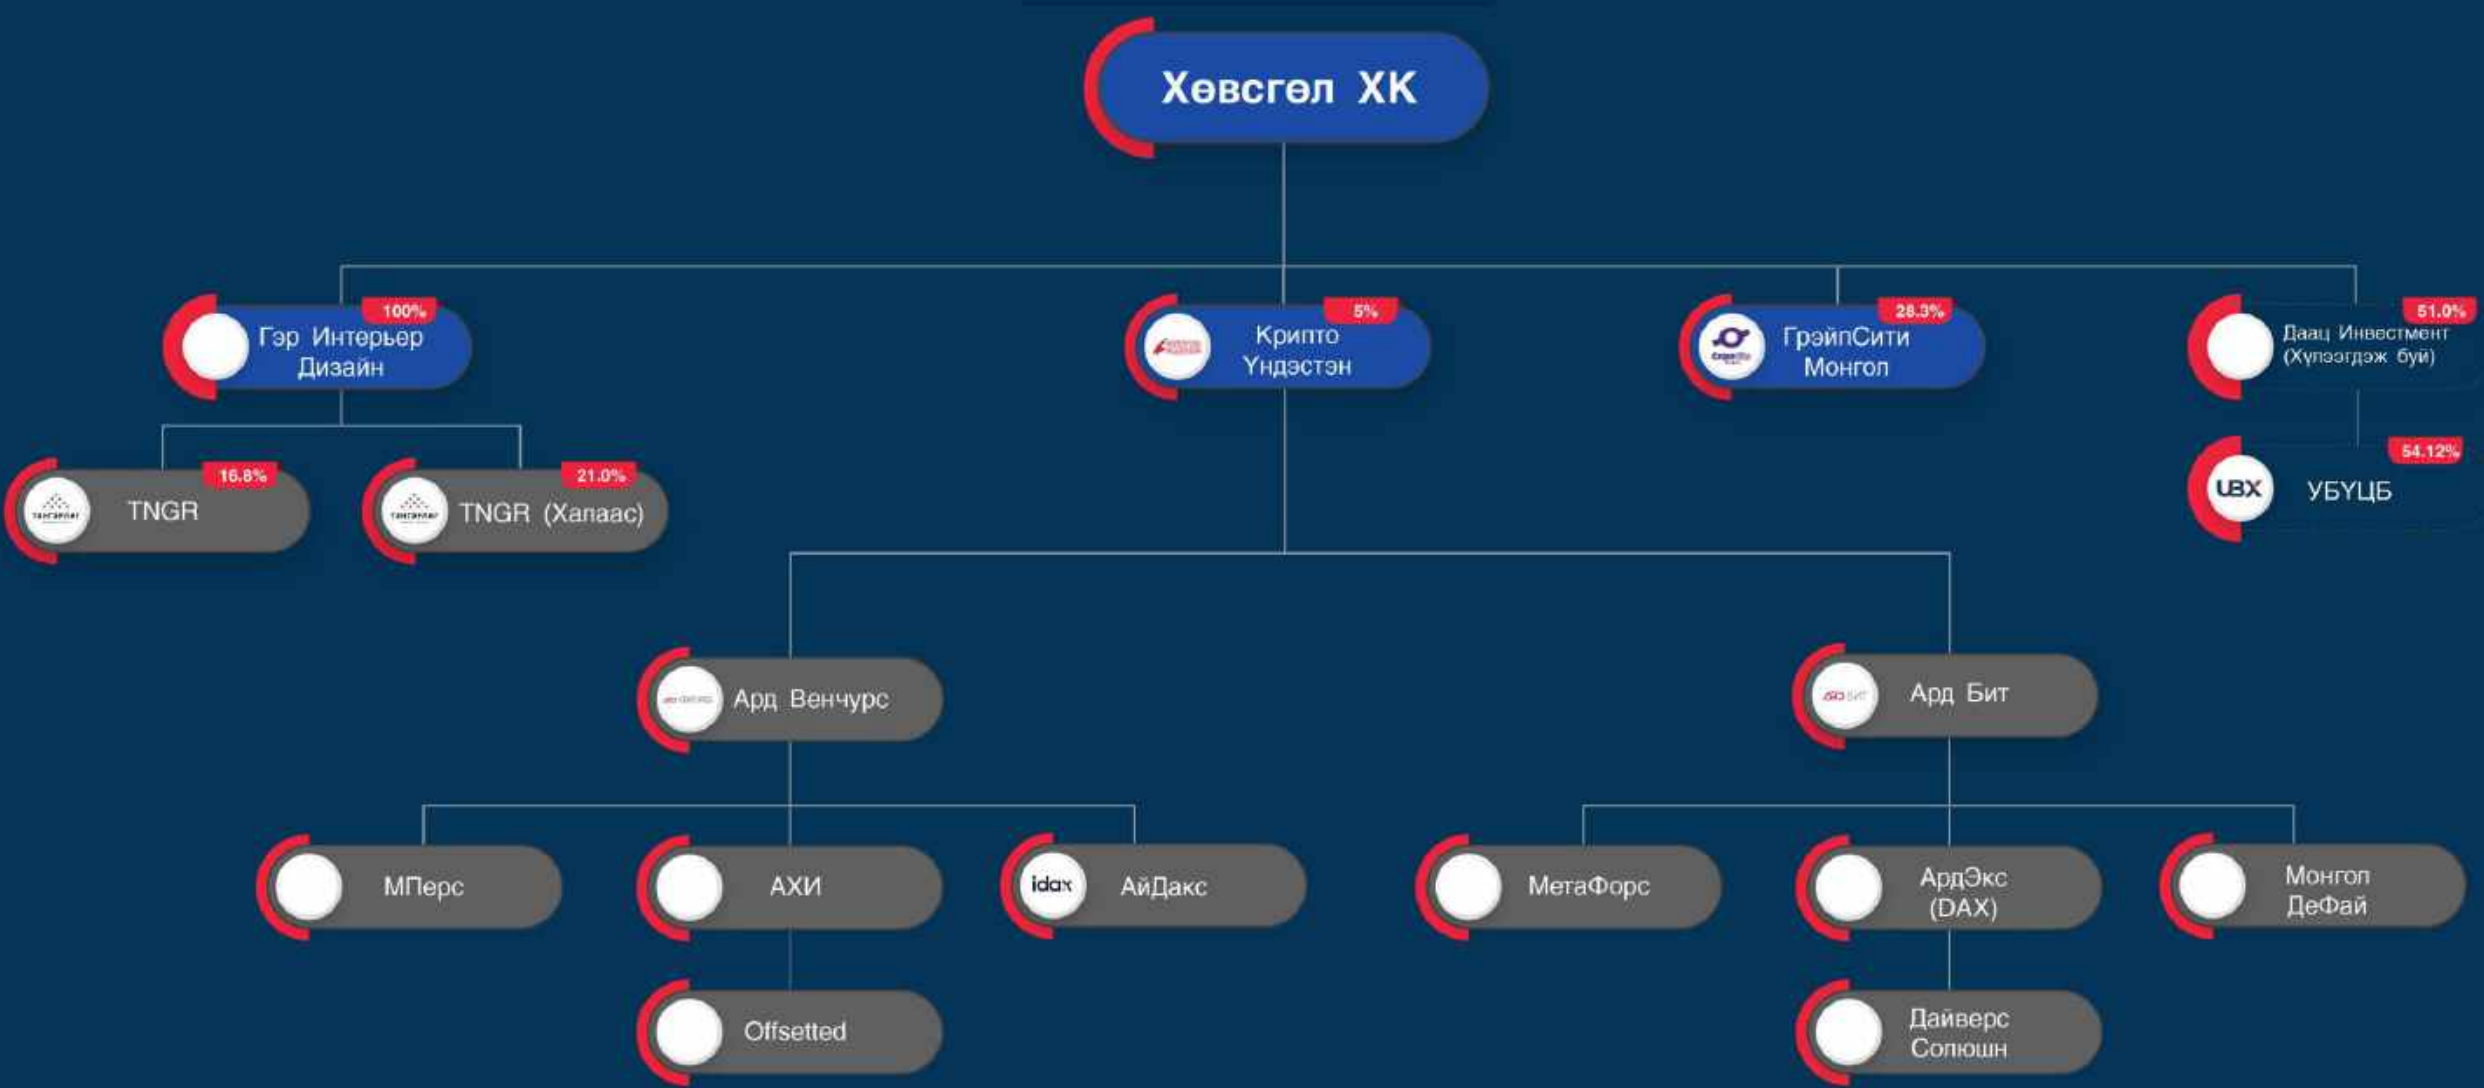 Хөвсгөл ХК
100%
Гэр Интерьер
Дизайн
5%
Крипто
Үндэстэн
28.3%
ГрэйпСити
Монгол
51.0%
Даац Инвестмент
(Хүлээгдэж буй)
16.8%
TNGR
21.0%
TNGR (Халаас)
54.12%
UBX
УБҮЦБ
Ард Венчурс
Ард Бит
МПерс
АХИ
idax
АйДакс
МетаФорс
АрдЭкс
(DAX)
Монгол
ДеФай
Offsetted
Дайверс
Солюшн